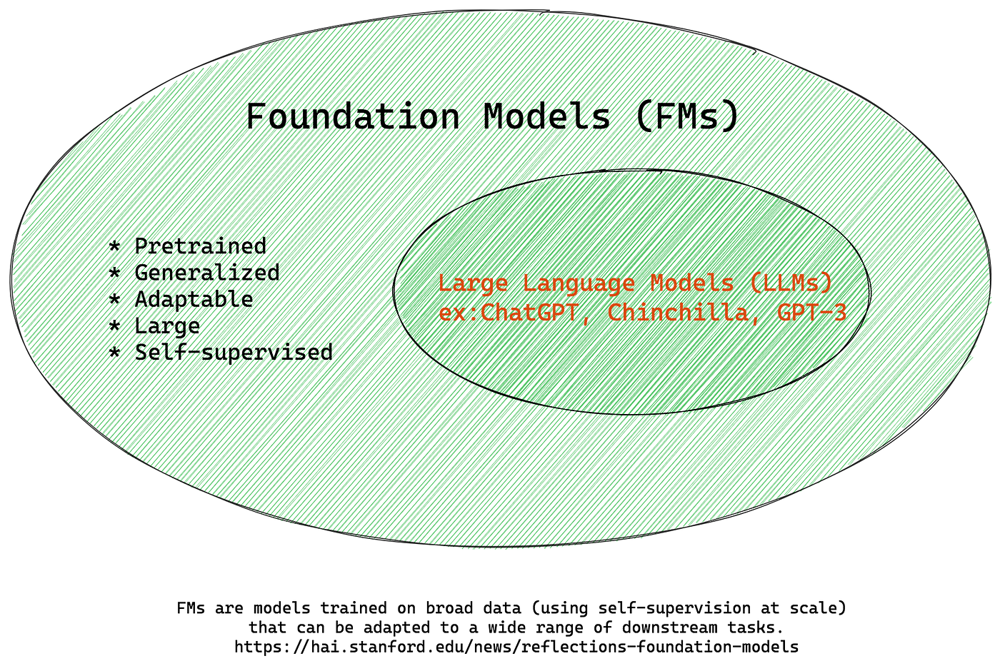 Foundation Models (FMs)
* Pretrained
* Generalized
* Adaptable
* Large
* Self-supervised
Large Language Models (LLMs)
ex:ChatGPT, Chinchilla, GPT-3
FMs are models trained on broad data (using self-supervision at scale)
that can be adapted to a wide range of downstream tasks.
https://hai.stanford.edu/news/reflections-foundation-models